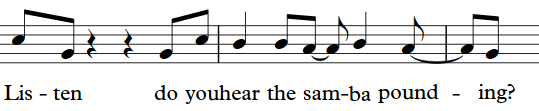 Lis - ten do youhear the sam-ba pound - ing?